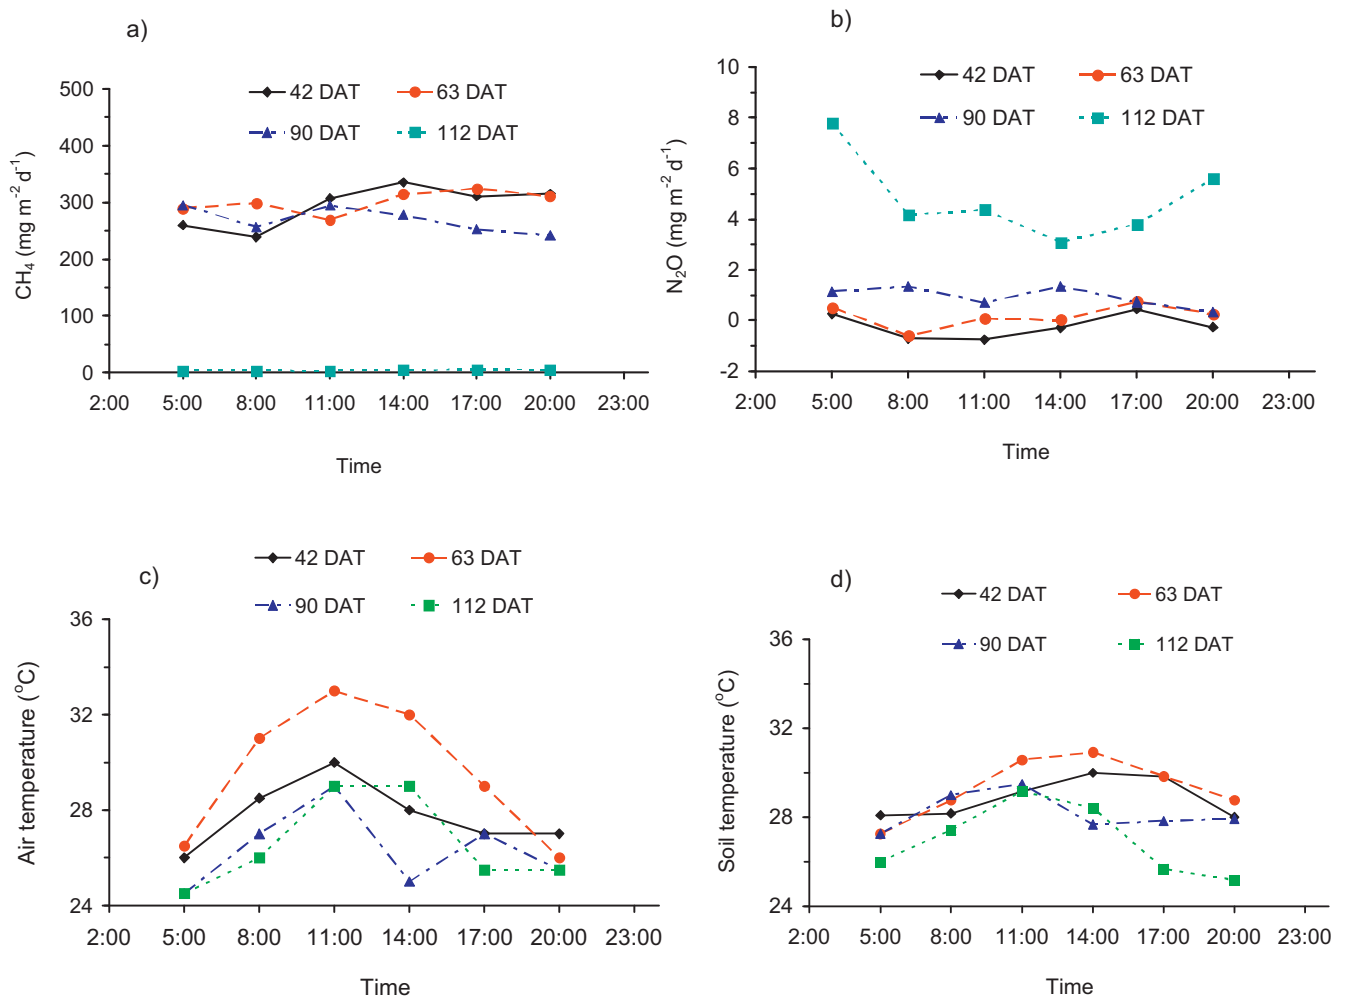 a)
42 DAT 63 DAT
90 DAT 112 DAT
500
400
300
200
100
0
CH4 (mg m-2 d-1)
2:00 5:00 8:00 11:00 14:00 17:00 20:00 23:00
Time
b)
42 DAT 63 DAT
90 DAT 112 DAT
10
8
6
4
2
0
-2
N2O (mg m-2 d-1)
2:00 5:00 8:00 11:00 14:00 17:00 20:00 23:00
Time
c)
42 DAT 63 DAT
90 DAT 112 DAT
36
32
28
24
Air temperature (oC)
2:00 5:00 8:00 11:00 14:00 17:00 20:00 23:00
Time
d)
42 DAT 63 DAT
90 DAT 112 DAT
36
32
28
24
Soil temperature (oC)
2:00 5:00 8:00 11:00 14:00 17:00 20:00 23:00
Time